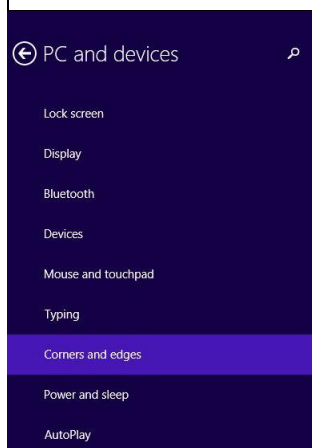 PC and devices
Lock screen
Display
Bluetooth
Devices
Mouse and touchpad
Typing
Corners and edges
Power and sleep
AutoPlay